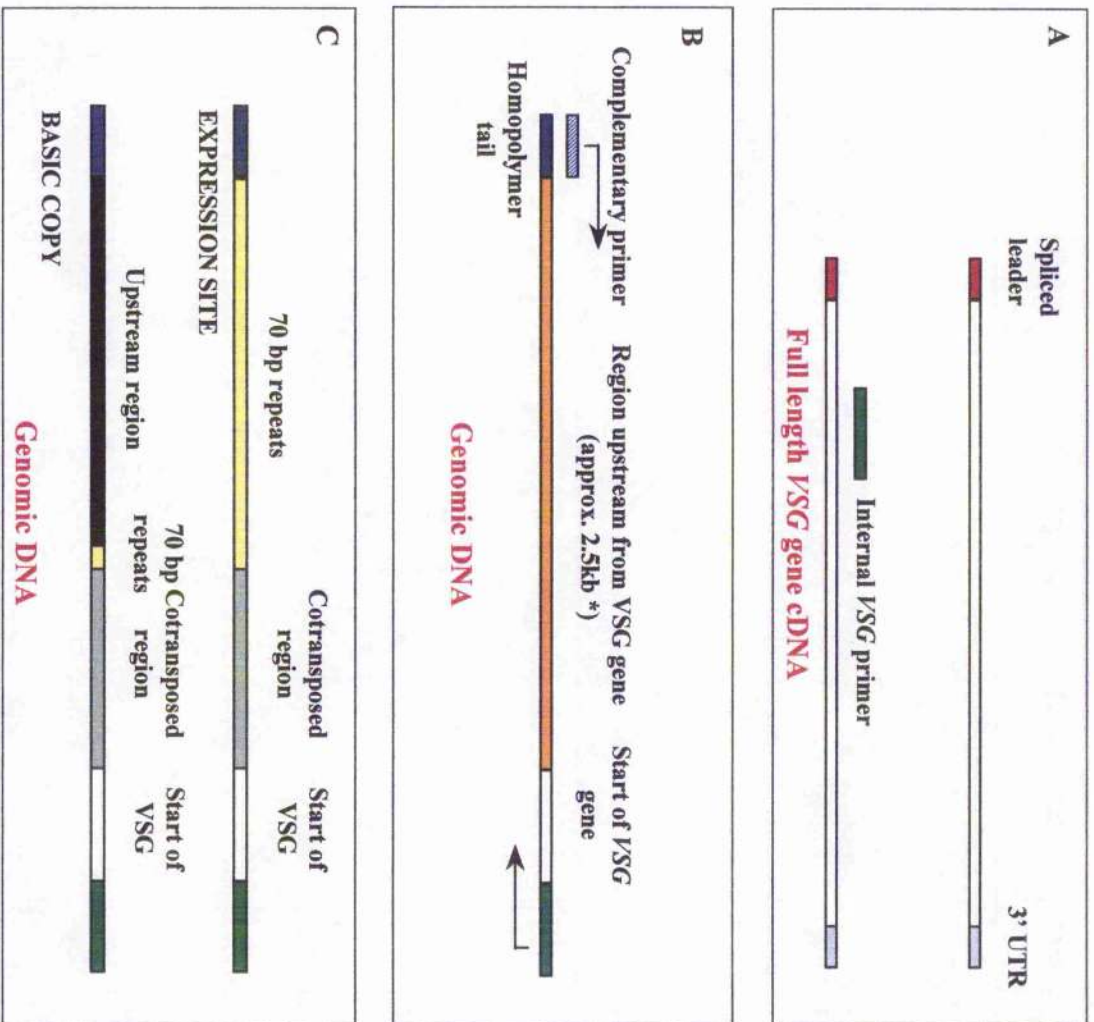 A
Spliced
leader
3' UTR
Internal VSG primer
Full length VSG gene cDNA
B
Complementary primer
Region upstream from VSG gene
(approx. 2.5kb *)
Start of VSG
gene
Homopolymer
tail
Genomic DNA
C
70 bp repeats
Cotransposed
region
Start of
VSG
EXPRESSION SITE
Upstream region
70 bp
repeats
Cotransposed
region
Start of
VSG
BASIC COPY
Genomic DNA